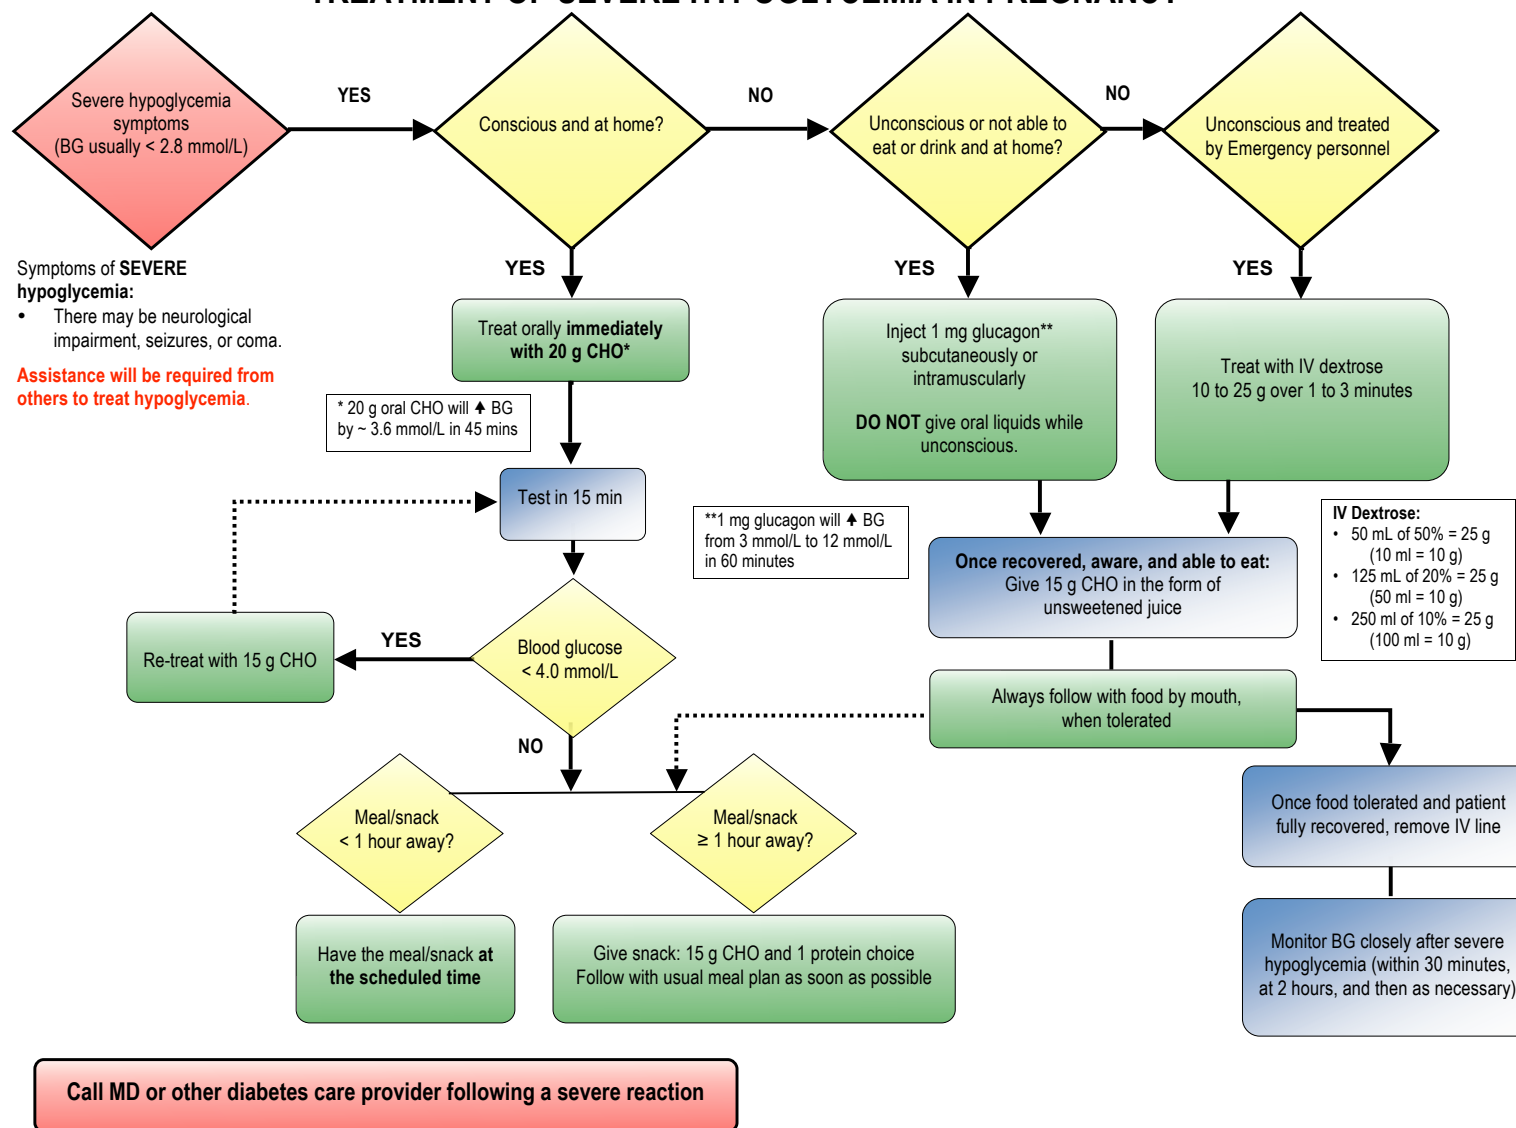 TREATMENT OF SEVERE HYPOGLYCEMIA IN PREGNANCY
Severe hypoglycemia
symptoms
(BG usually < 2.8 mmol/L)
YES
Conscious and at home?
NO
Unconscious or not able to
eat or drink and at home?
NO
Unconscious and treated
by Emergency personnel
Symptoms of SEVERE
hypoglycemia:
• There may be neurological
impairment, seizures, or coma.
Assistance will be required from
others to treat hypoglycemia.
YES
Treat orally immediately
with 20 g CHO*
* 20 g oral CHO will ↑ BG
by ~ 3.6 mmol/L in 45 mins
Test in 15 min
Blood glucose
< 4.0 mmol/L
YES
Re-treat with 15 g CHO
NO
Meal/snack
< 1 hour away?
Meal/snack
≥ 1 hour away?
Have the meal/snack at
the scheduled time
Give snack: 15 g CHO and 1 protein choice
Follow with usual meal plan as soon as possible
YES
Inject 1 mg glucagon**
subcutaneously or
intramuscularly
DO NOT give oral liquids while
unconscious.
**1 mg glucagon will ↑ BG
from 3 mmol/L to 12 mmol/L
in 60 minutes
YES
Treat with IV dextrose
10 to 25 g over 1 to 3 minutes
IV Dextrose:
• 50 mL of 50% = 25 g
(10 ml = 10 g)
• 125 mL of 20% = 25 g
(50 ml = 10 g)
• 250 ml of 10% = 25 g
(100 ml = 10 g)
Once recovered, aware, and able to eat:
Give 15 g CHO in the form of
unsweetened juice
Always follow with food by mouth,
when tolerated
Once food tolerated and patient
fully recovered, remove IV line
Monitor BG closely after severe
hypoglycemia (within 30 minutes,
at 2 hours, and then as necessary)
Call MD or other diabetes care provider following a severe reaction